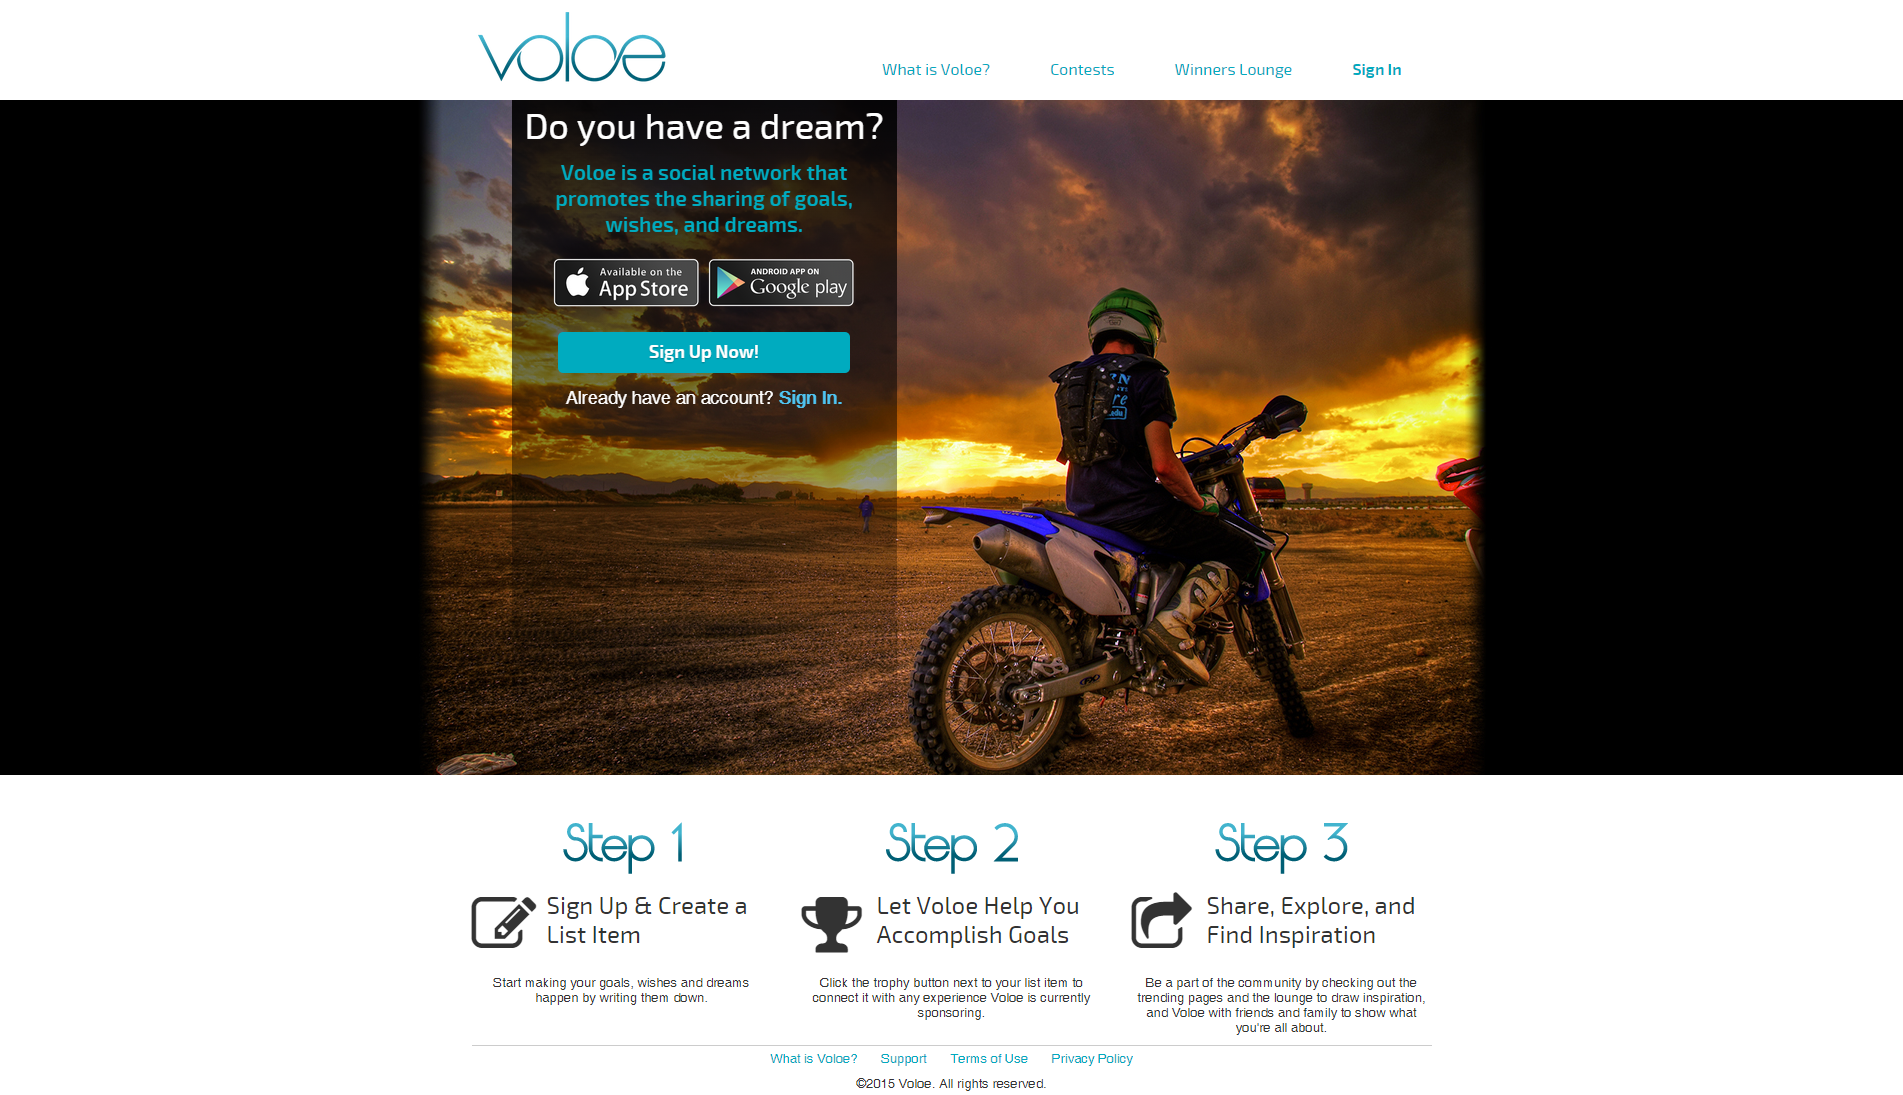 voloe
What is Voloe?
Contests
Winners Lounge
Sign In
Do you have a dream?
Voloe is a social network that
promotes the sharing of goals,
wishes, and dreams.
Available on the
App Store
ANDROID APP ON
Google play
Sign Up Now!
Already have an account? Sign In.
Step 1
Sign Up & Create a
List Item
Start making your goals, wishes and dreams
happen by writing them down.
Step 2
Let Voloe Help You
Accomplish Goals
Click the trophy button next to your list item to
connect it with any experience Voloe is currently
sponsoring.
Step 3
Share, Explore, and
Find Inspiration
Be a part of the community by checking out the
trending pages and the lounge to draw inspiration,
and Voloe with friends and family to show what
you're all about.
What is Voloe?
Support
Terms of Use
Privacy Policy
©2015 Voloe. All rights reserved.